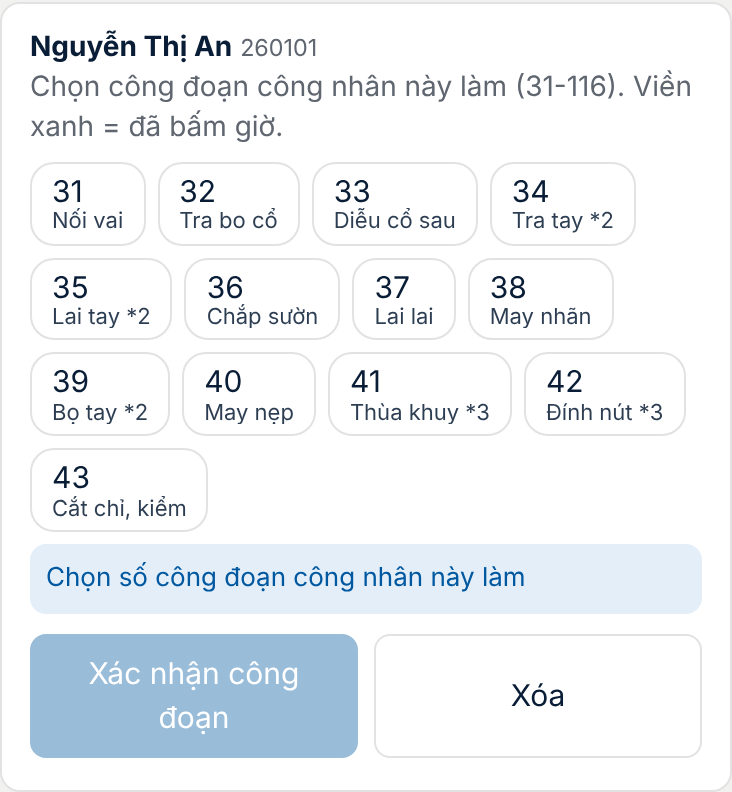 Nguyễn Thị An 260101
Chọn công đoạn công nhân này làm (31-116). Viền
xanh = đã bấm giờ.
31 32 33 34
Nối vai Tra bo cổ Diễu cổ sau Tra tay *2
35 36 37 38
Lai tay *2 Chắp sườn Lai lai May nhãn
39 40 41 42
Bọ tay *2 May nẹp Thùa khuy *3 Đính nút *3
43
Cắt chỉ, kiểm
Chọn số công đoạn công nhân này làm
Xác nhận công
đoạn
Xóa